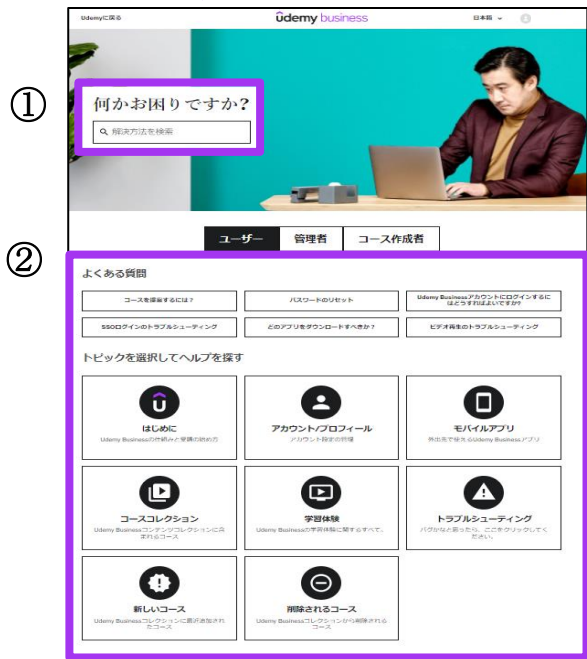 Udemyに戻る
ûdemy business
日本語
①
何かお困りですか?
解決方法を検索
ユーザー
管理者
コース作成者
②
よくある質問
コースを復習するには?
パスワードのリセット
Udemy Businessアカウントにログインするに
はどうすればよいですか?
SSOログインのトラブルシューティング
どのアプリをダウンロードすべきか?
ビデオ再生のトラブルシューティング
トピックを選択してヘルプを探す
はじめに
Udemy Businessの仕組みと受講の始め方
アカウント/プロフィール
アカウント設定の管理
モバイルアプリ
外出先で使えるUdemy Businessアプリ
コースコレクション
Udemy Businessコンテンツコレクションに含
まれるコース
学習体験
Udemy Businessの学習体験に関するすべて。
トラブルシューティング
バグかなと思ったら、ここをクリックしてく
ださい。
新しいコース
Udemy Businessコレクションに最近追加され
たコース
削除されるコース
Udemy Businessコレクションから削除される
コース